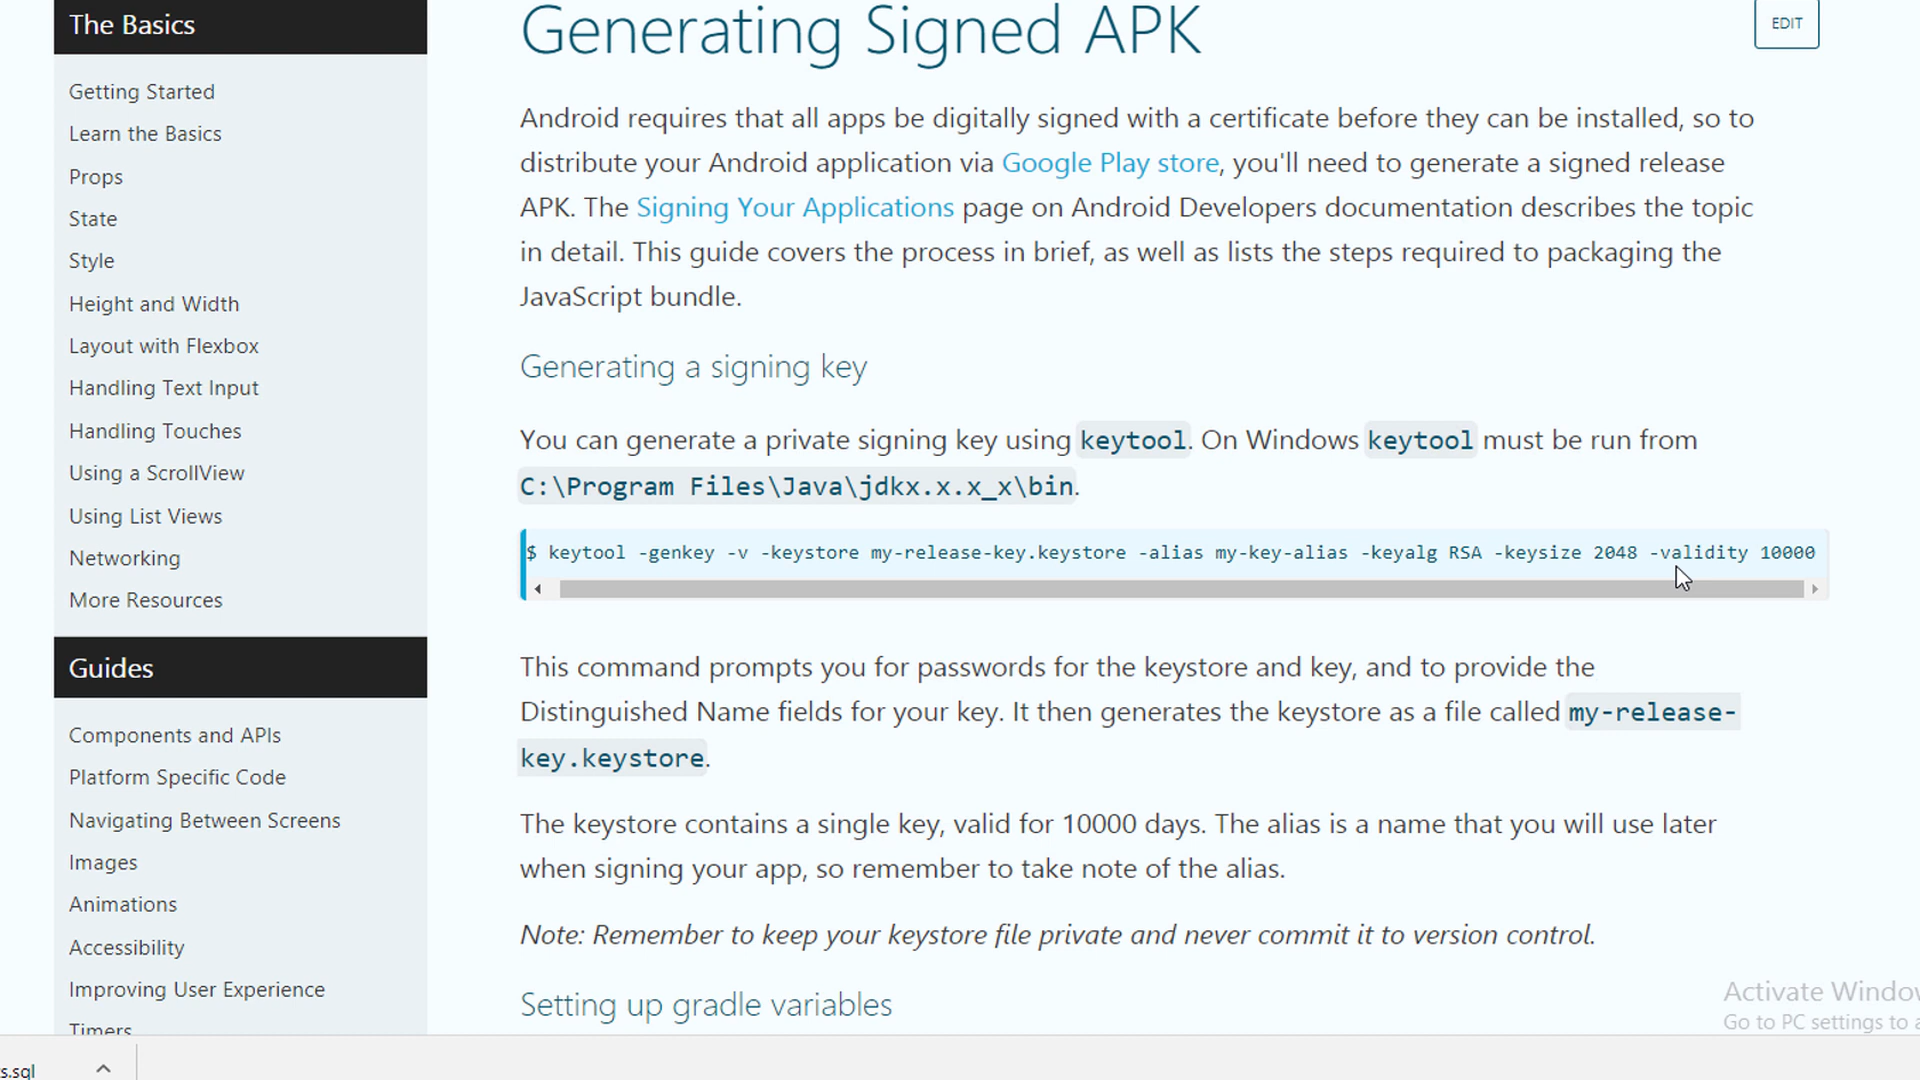 The Basics
Getting Started
Learn the Basics
Props
State
Style
Height and Width
Layout with Flexbox
Handling Text Input
Handling Touches
Using a ScrollView
Using List Views
Networking
More Resources
Guides
Components and APIs
Platform Specific Code
Navigating Between Screens
Images
Animations
Accessibility
Improving User Experience
Timers
Generating Signed APK
EDIT
Android requires that all apps be digitally signed with a certificate before they can be installed, so to
distribute your Android application via Google Play store, you'll need to generate a signed release
APK. The Signing Your Applications page on Android Developers documentation describes the topic
in detail. This guide covers the process in brief, as well as lists the steps required to packaging the
JavaScript bundle.
Generating a signing key
You can generate a private signing key using keytool. On Windows keytool must be run from
C:\Program Files\Java\jdkx.x.x_x\bin.
$ keytool -genkey -v -keystore my-release-key.keystore -alias my-key-alias -keyalg RSA -keysize 2048 -validity 10000
This command prompts you for passwords for the keystore and key, and to provide the
Distinguished Name fields for your key. It then generates the keystore as a file called my-release-
key.keystore.
The keystore contains a single key, valid for 10000 days. The alias is a name that you will use later
when signing your app, so remember to take note of the alias.
Note: Remember to keep your keystore file private and never commit it to version control.
Setting up gradle variables
Activate Windo
Go to PC settings to a
s.sql